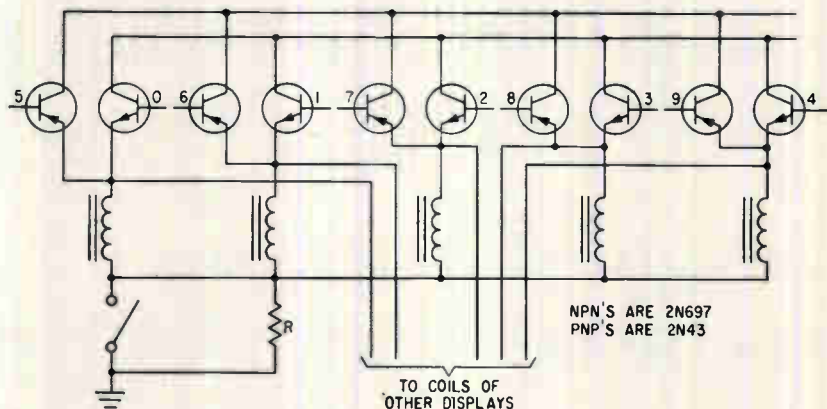 5 0 6 1 7 2 8 3 9 4
R
NPN'S ARE 2N697
PNP'S ARE 2N43
TO COILS OF
OTHER DISPLAYS